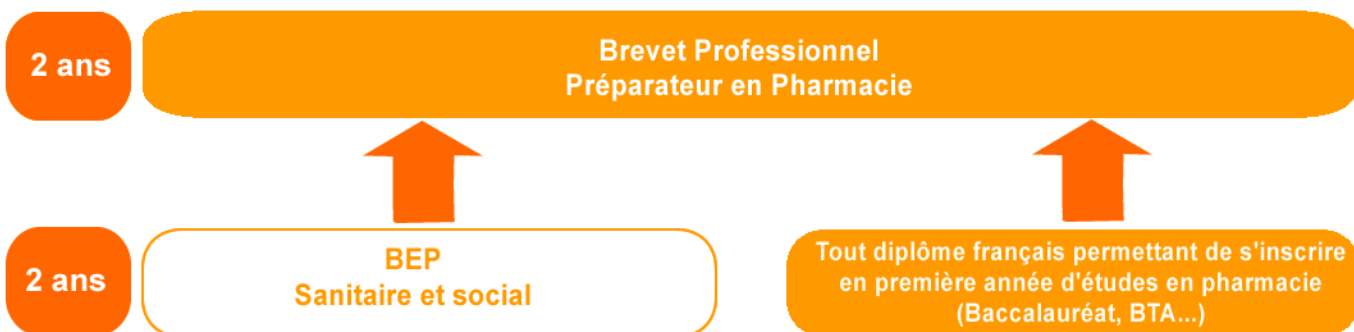 2 ans
Brevet Professionnel
Préparateur en Pharmacie
2 ans
BEP
Sanitaire et social
Tout diplôme français permettant de s'inscrire
en première année d'études en pharmacie
(Baccalauréat, BTA...)